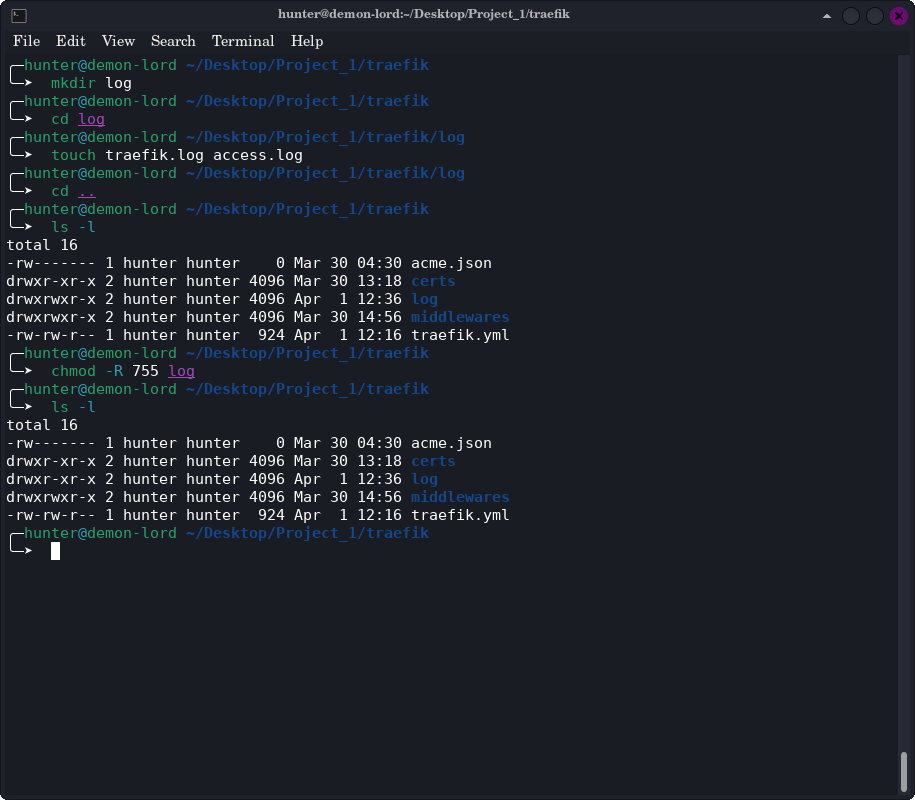 hunter@demon-lord:~/Desktop/Project_1/traefik
File Edit View Search Terminal Help
╭─hunter@demon-lord ~/Desktop/Project_1/traefik
╰─➤  mkdir log
╭─hunter@demon-lord ~/Desktop/Project_1/traefik
╰─➤  cd log
╭─hunter@demon-lord ~/Desktop/Project_1/traefik/log
╰─➤  touch traefik.log access.log
╭─hunter@demon-lord ~/Desktop/Project_1/traefik/log
╰─➤  cd ..
╭─hunter@demon-lord ~/Desktop/Project_1/traefik
╰─➤  ls -l
total 16
-rw------- 1 hunter hunter    0 Mar 30 04:30 acme.json
drwxr-xr-x 2 hunter hunter 4096 Mar 30 13:18 certs
drwxrwxr-x 2 hunter hunter 4096 Apr  1 12:36 log
drwxrwxr-x 2 hunter hunter 4096 Mar 30 14:56 middlewares
-rw-rw-r-- 1 hunter hunter  924 Apr  1 12:16 traefik.yml
╭─hunter@demon-lord ~/Desktop/Project_1/traefik
╰─➤  chmod -R 755 log
╭─hunter@demon-lord ~/Desktop/Project_1/traefik
╰─➤  ls -l
total 16
-rw------- 1 hunter hunter    0 Mar 30 04:30 acme.json
drwxr-xr-x 2 hunter hunter 4096 Mar 30 13:18 certs
drwxr-xr-x 2 hunter hunter 4096 Apr  1 12:36 log
drwxrwxr-x 2 hunter hunter 4096 Mar 30 14:56 middlewares
-rw-rw-r-- 1 hunter hunter  924 Apr  1 12:16 traefik.yml
╭─hunter@demon-lord ~/Desktop/Project_1/traefik
╰─➤